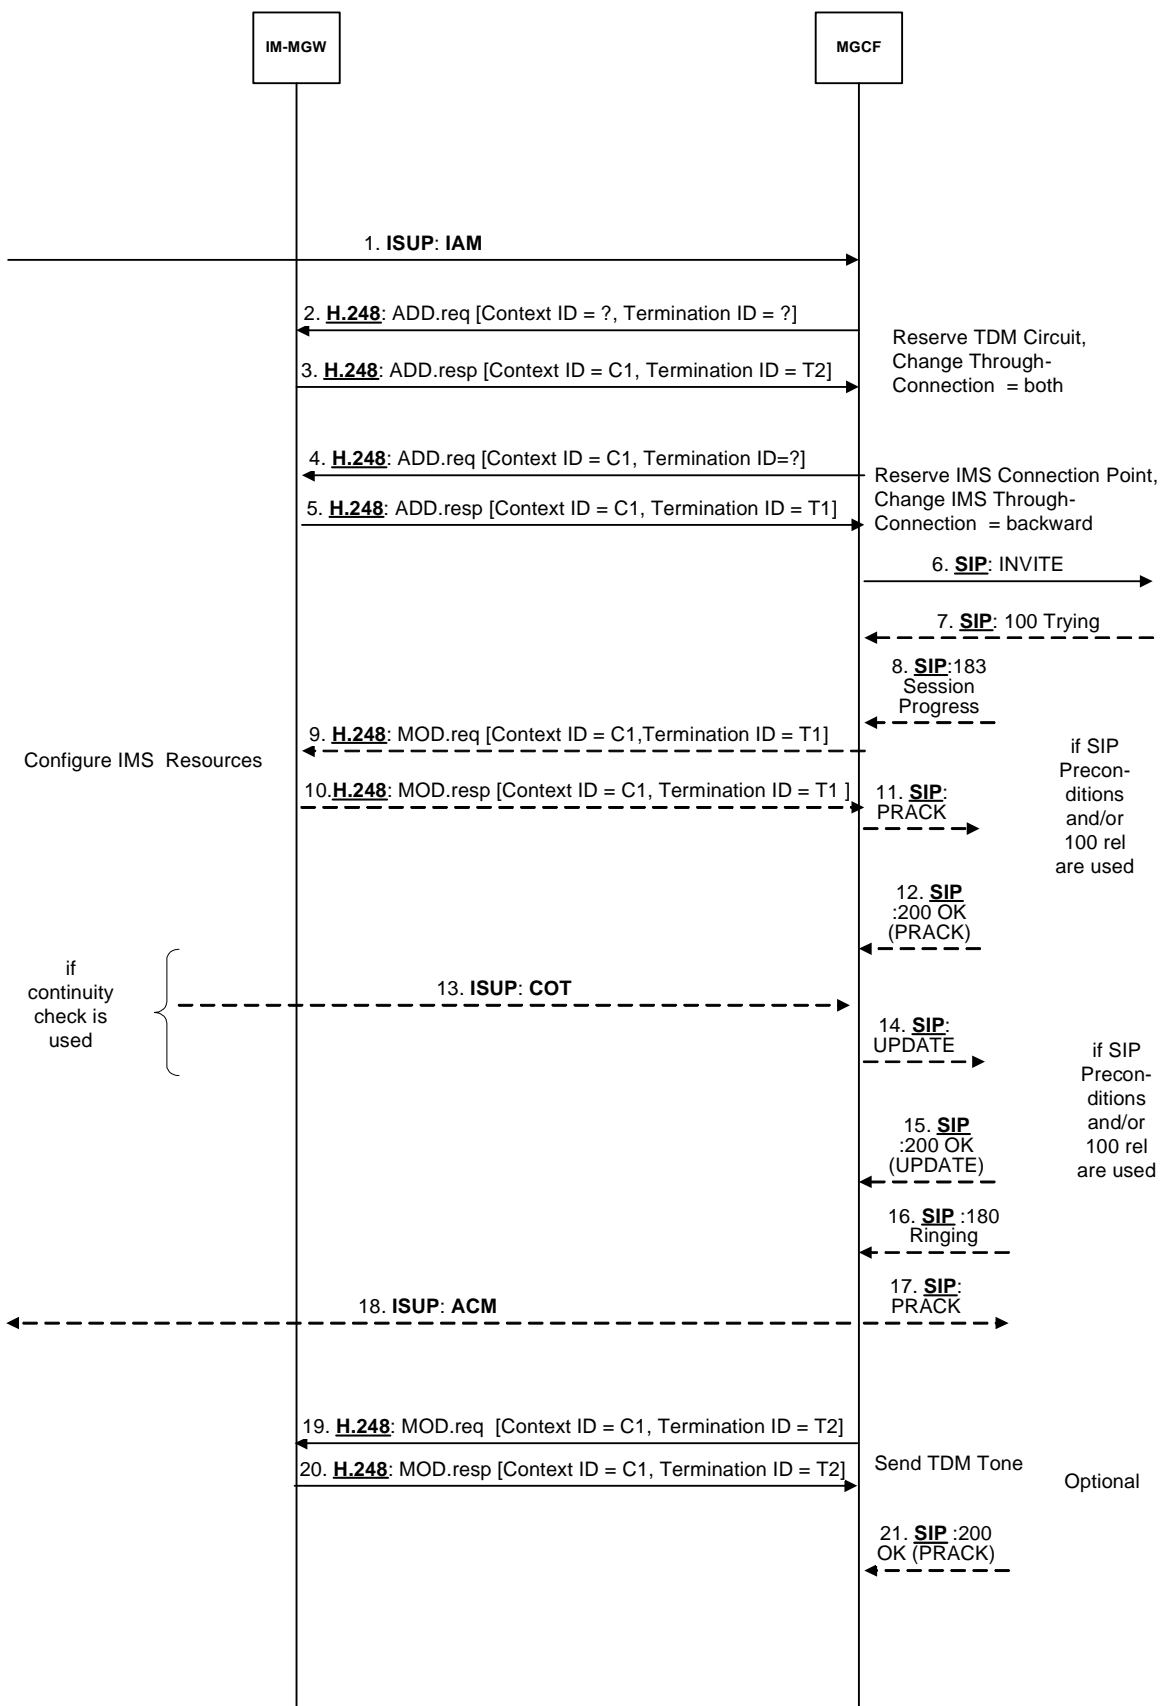 IM-MGW
MGCF
1. ISUP: IAM
2. H.248: ADD.req [Context ID = ?, Termination ID = ?]
Reserve TDM Circuit,
Change Through-
Connection = both
3. H.248: ADD.resp [Context ID = C1, Termination ID = T2]
4. H.248: ADD.req [Context ID = C1, Termination ID=?]
Reserve IMS Connection Point,
Change IMS Through-
Connection = backward
5. H.248: ADD.resp [Context ID = C1, Termination ID = T1]
6. SIP: INVITE
7. SIP: 100 Trying
8. SIP:183
Session
Progress
9. H.248: MOD.req [Context ID = C1,Termination ID = T1]
Configure IMS Resources
if SIP
Precon-
ditions
and/or
100 rel
are used
10.H.248: MOD.resp [Context ID = C1, Termination ID = T1 ]
11. SIP:
PRACK
12. SIP
:200 OK
(PRACK)
if
continuity
check is
used
13. ISUP: COT
14. SIP:
UPDATE
if SIP
Precon-
ditions
and/or
100 rel
are used
15. SIP
:200 OK
(UPDATE)
16. SIP :180
Ringing
17. SIP:
PRACK
18. ISUP: ACM
19. H.248: MOD.req [Context ID = C1, Termination ID = T2]
20. H.248: MOD.resp [Context ID = C1, Termination ID = T2]
Send TDM Tone
Optional
21. SIP :200
OK (PRACK)